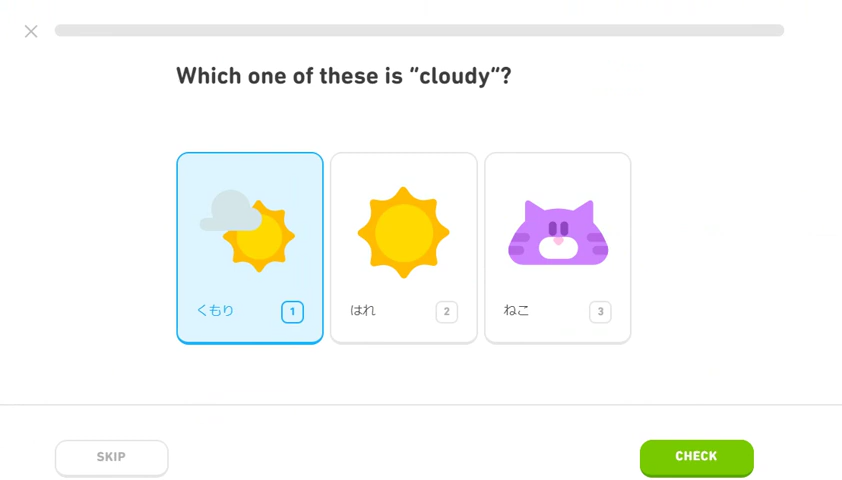 Which one of these is “cloudy“?
くもり 1
はれ 2
ねこ 3
SKIP
CHECK